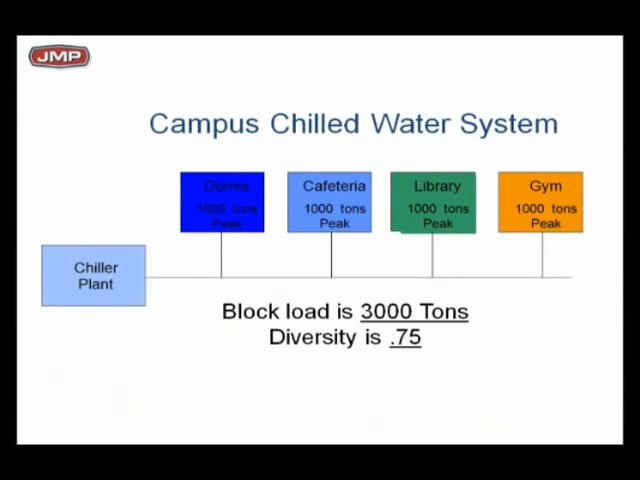 JMP
Campus Chilled Water System
Dorms
1000 tons
Peak
Cafeteria
1000 tons
Peak
Library
1000 tons
Peak
Gym
1000 tons
Peak
Chiller
Plant
Block load is 3000 Tons
Diversity is .75